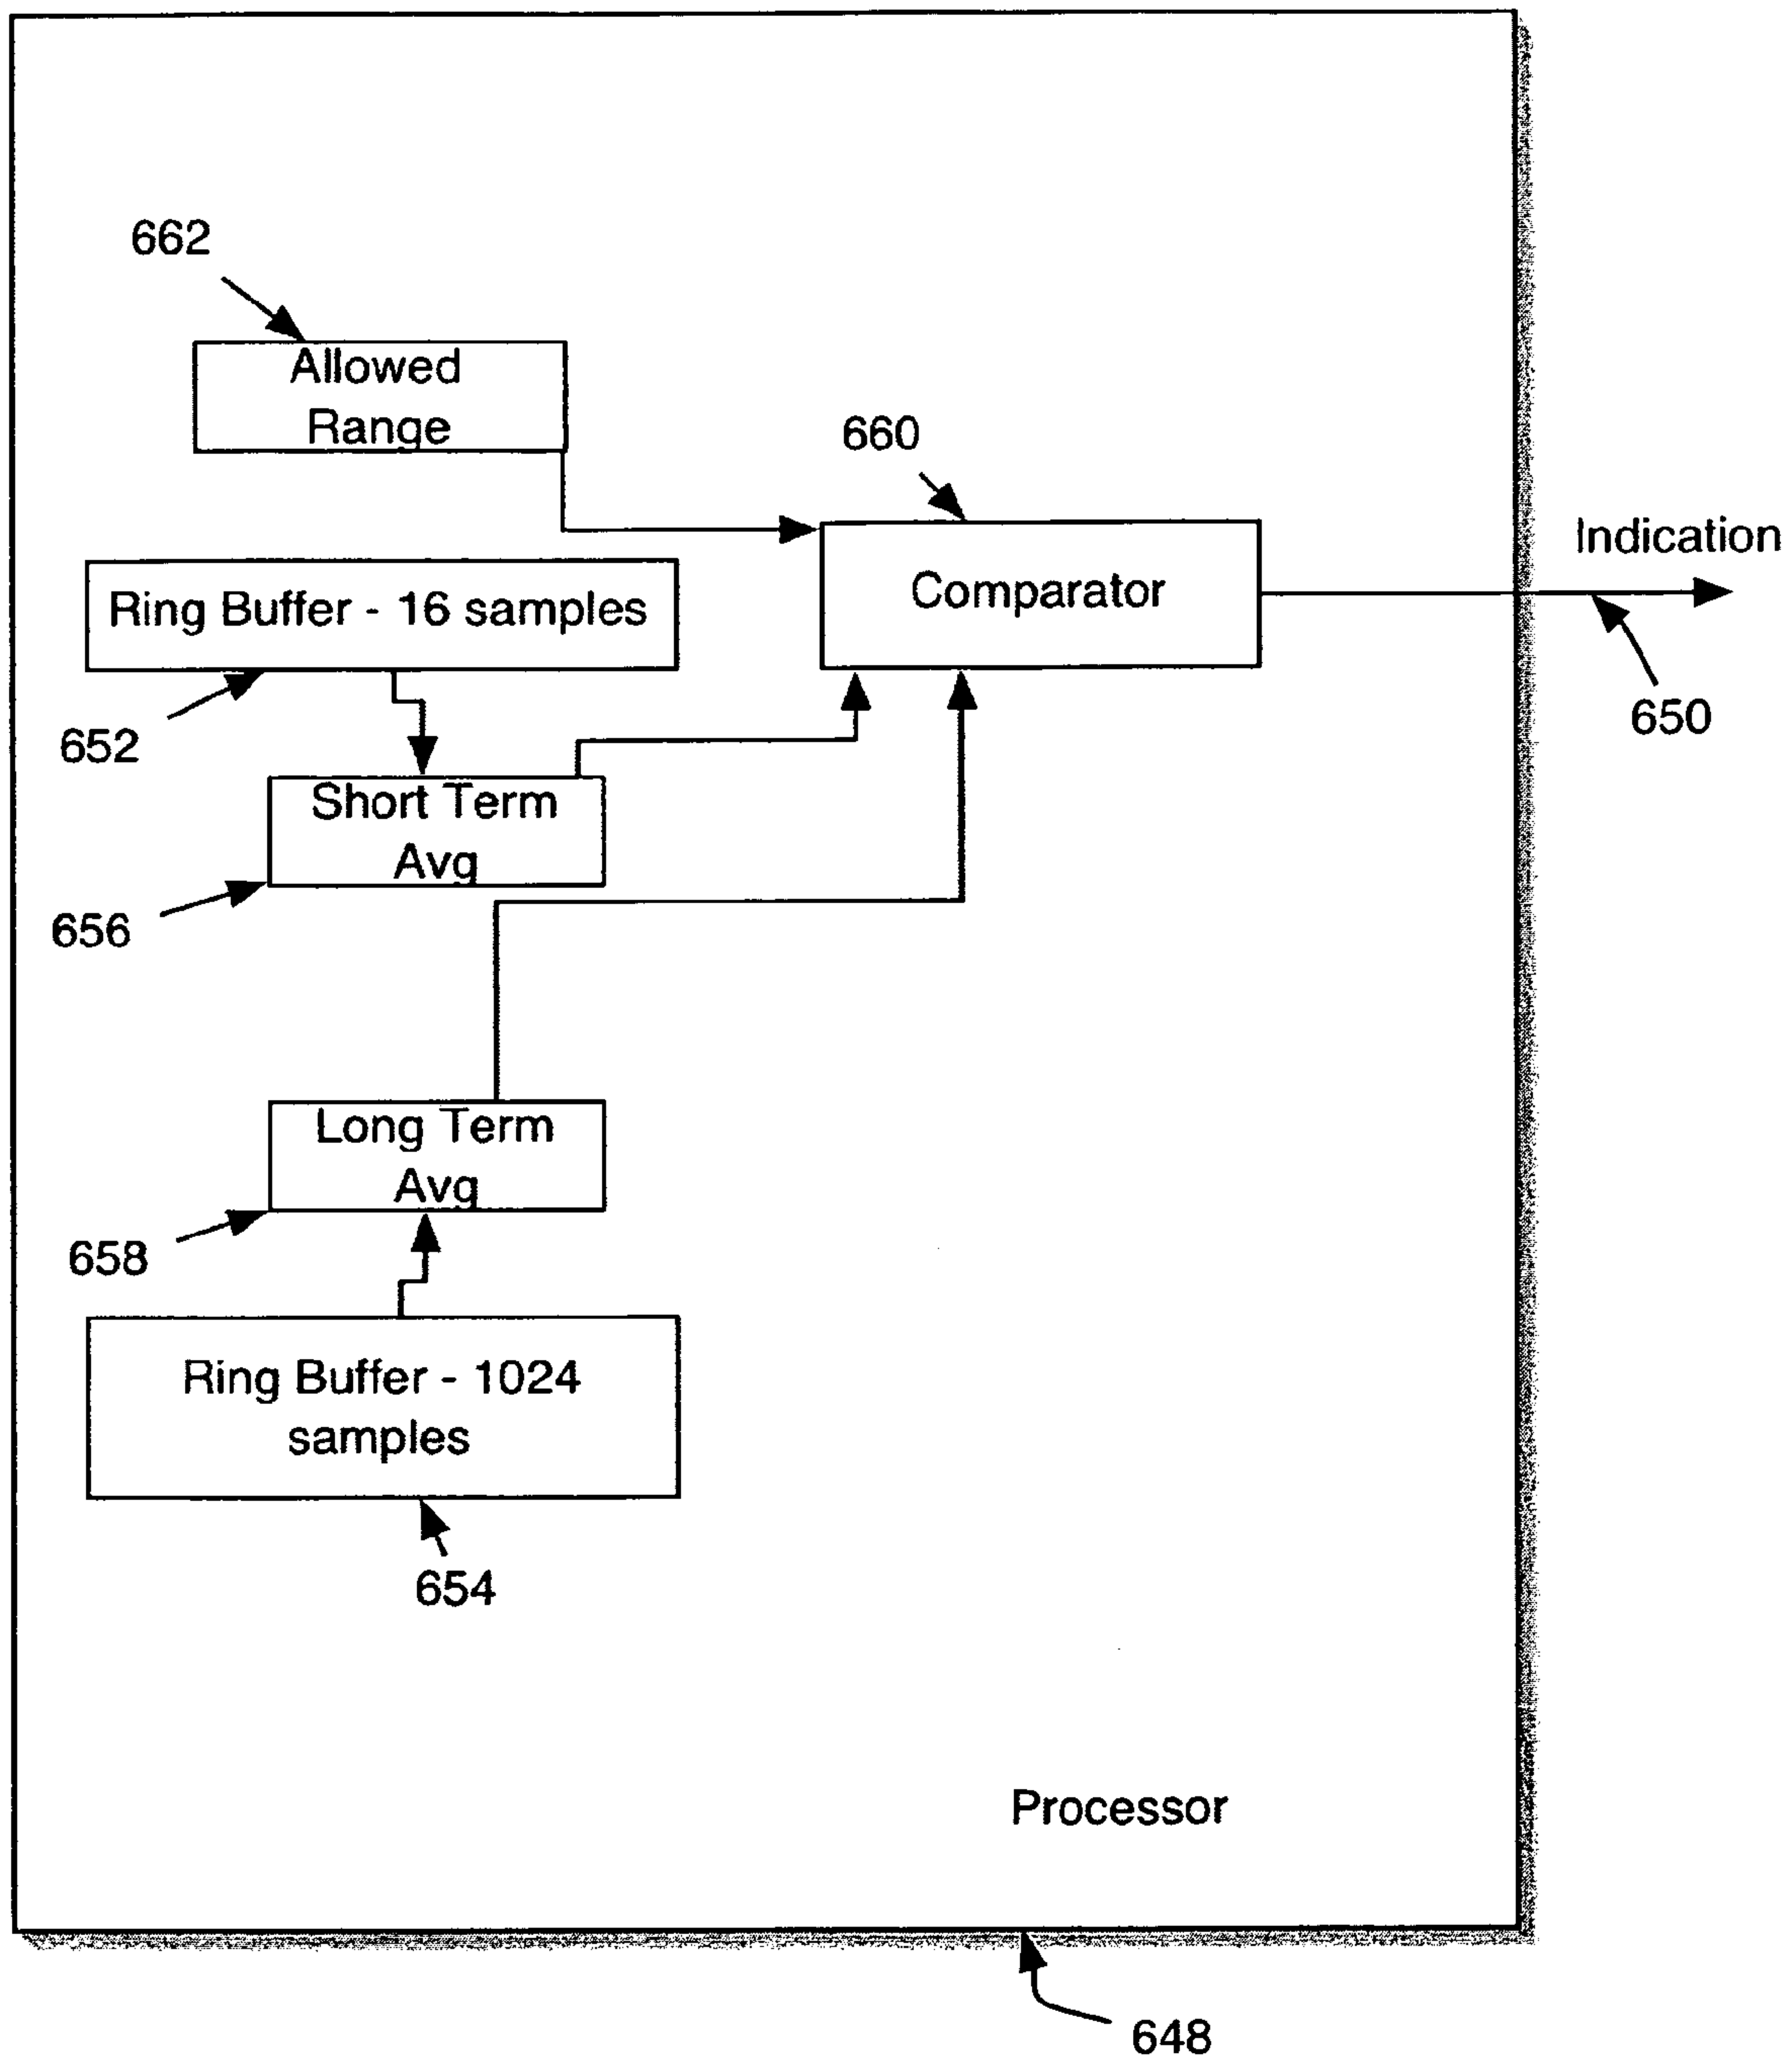 662
Allowed
Range
660
Comparator
Indication
650
Ring Buffer - 16 samples
652
Short Term
Avg
656
Long Term
Avg
658
Ring Buffer - 1024
samples
654
Processor
648